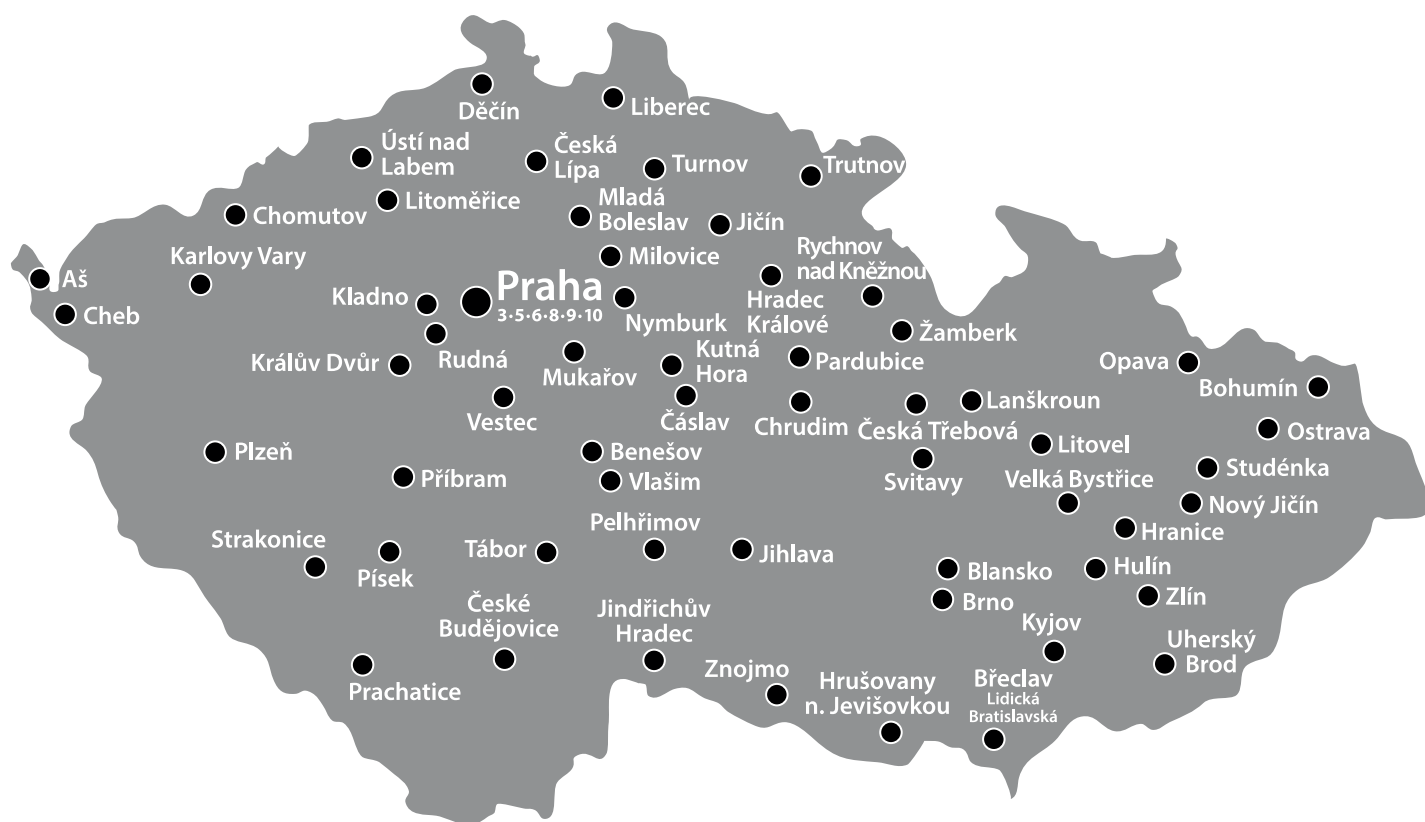 Děčín
Liberec
Ústí nad
Labem
Česká
Lípa
Turnov
Trutnov
Litoměřice
Mladá
Boleslav
Chomutov
Jičín
Karlovy Vary
Milovice
Rychnov
nad Kněžnou
Aš
Cheb
Kladno
Praha
3·5·6·8·9·10
Nymburk
Hradec
Králové
Žamberk
Králův Dvůr
Rudná
Mukařov
Kutná
Hora
Pardubice
Opava
Bohumín
Vestec
Čáslav
Chrudim
Česká Třebová
Lanškroun
Ostrava
Plzeň
Benešov
Litovel
Příbram
Vlašim
Svitavy
Velká Bystřice
Studénka
Nový Jičín
Pelhřimov
Hranice
Strakonice
Písek
Tábor
Jihlava
Blansko
Hulín
Brno
Zlín
České
Budějovice
Jindřichův
Hradec
Kyjov
Uherský
Brod
Prachatice
Znojmo
Hrušovany
n. Jevišovkou
Břeclav
Lidická
Bratislavská